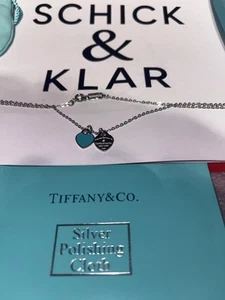 SCHICK
&
KLAR
TIFFANY&CO.
Silver
Polishing
Cloth